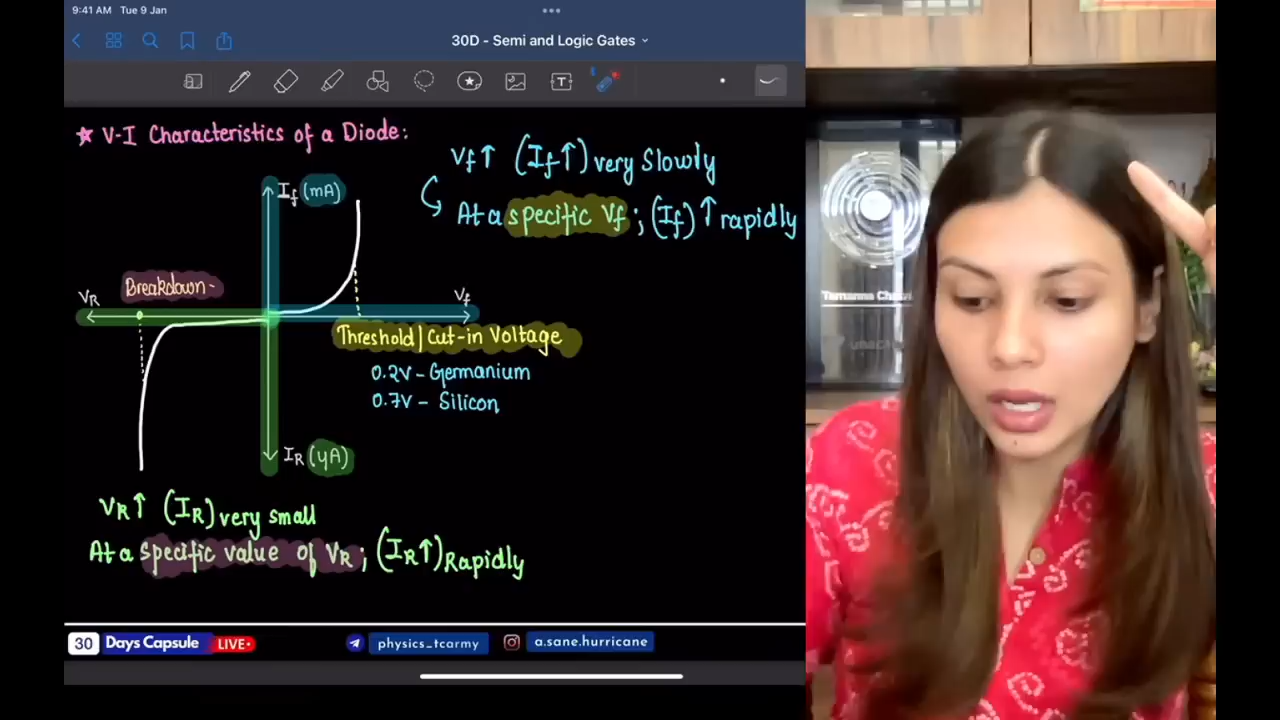 9:41 AM Tue 9 Jan
30D - Semi and Logic Gates
T
★ V-I Characteristics of a Diode:
Vf↑ (If↑) very slowly
At a specific Vf ; (If) ↑ rapidly
If (mA)
Breakdown-
VR
Vf
Threshold/Cut-in Voltage
0.2V - Germanium
0.7V - Silicon
IR (μA)
VR↑ (IR) very small
At a specific value of VR ; (IR↑) Rapidly
30 Days Capsule LIVE
physics_tcarmy
a.sane.hurricane